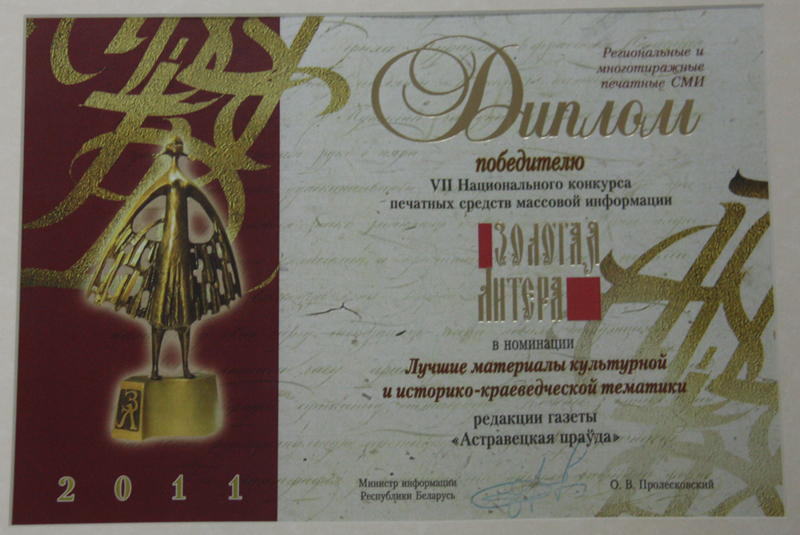 Региональные и
многотиражные
печатные СМИ
Диплом
победителю
VII Национального конкурса
печатных средств массовой информации
ЗОЛОТАЯ
ЛИТЕРА
в номинации
Лучшие материалы культурной
и историко-краеведческой тематики
редакции газеты
«Астравецкая праўда»
Министр информации
Республики Беларусь
О. В. Пролесковский
2011